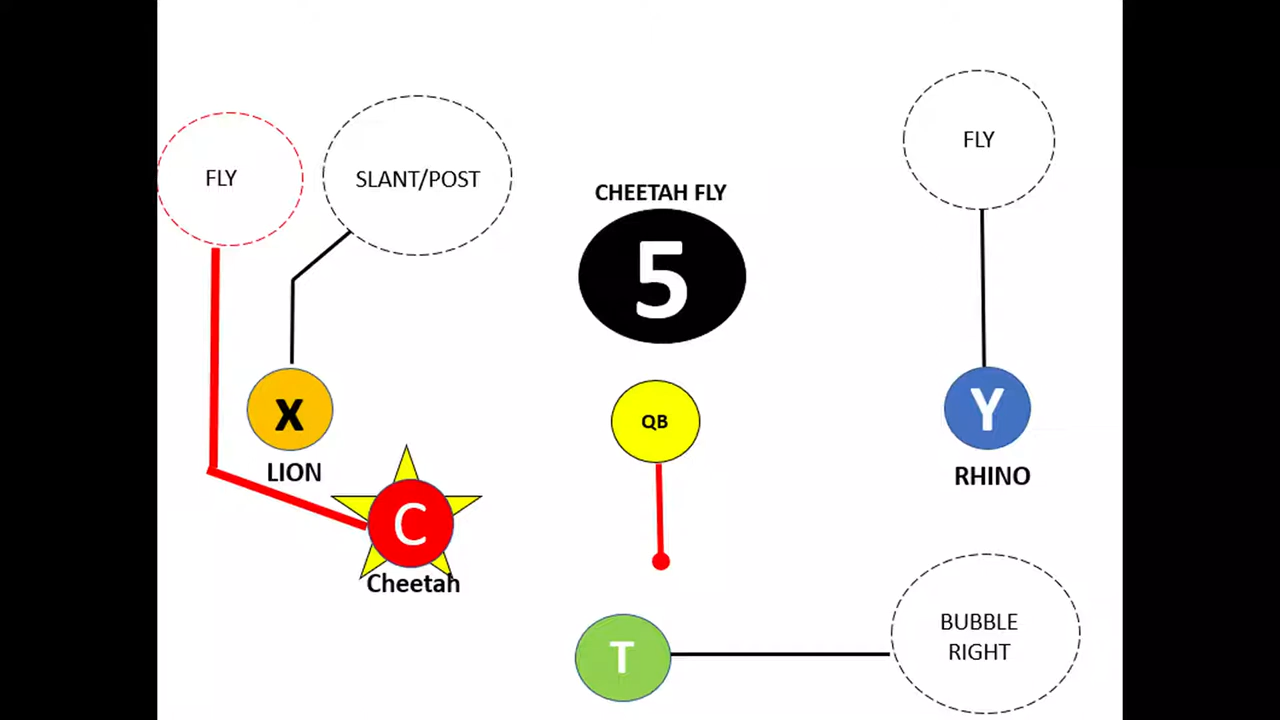 FLY
SLANT/POST
CHEETAH FLY
5
FLY
X
LION
QB
Y
RHINO
C
Cheetah
T
BUBBLE
RIGHT